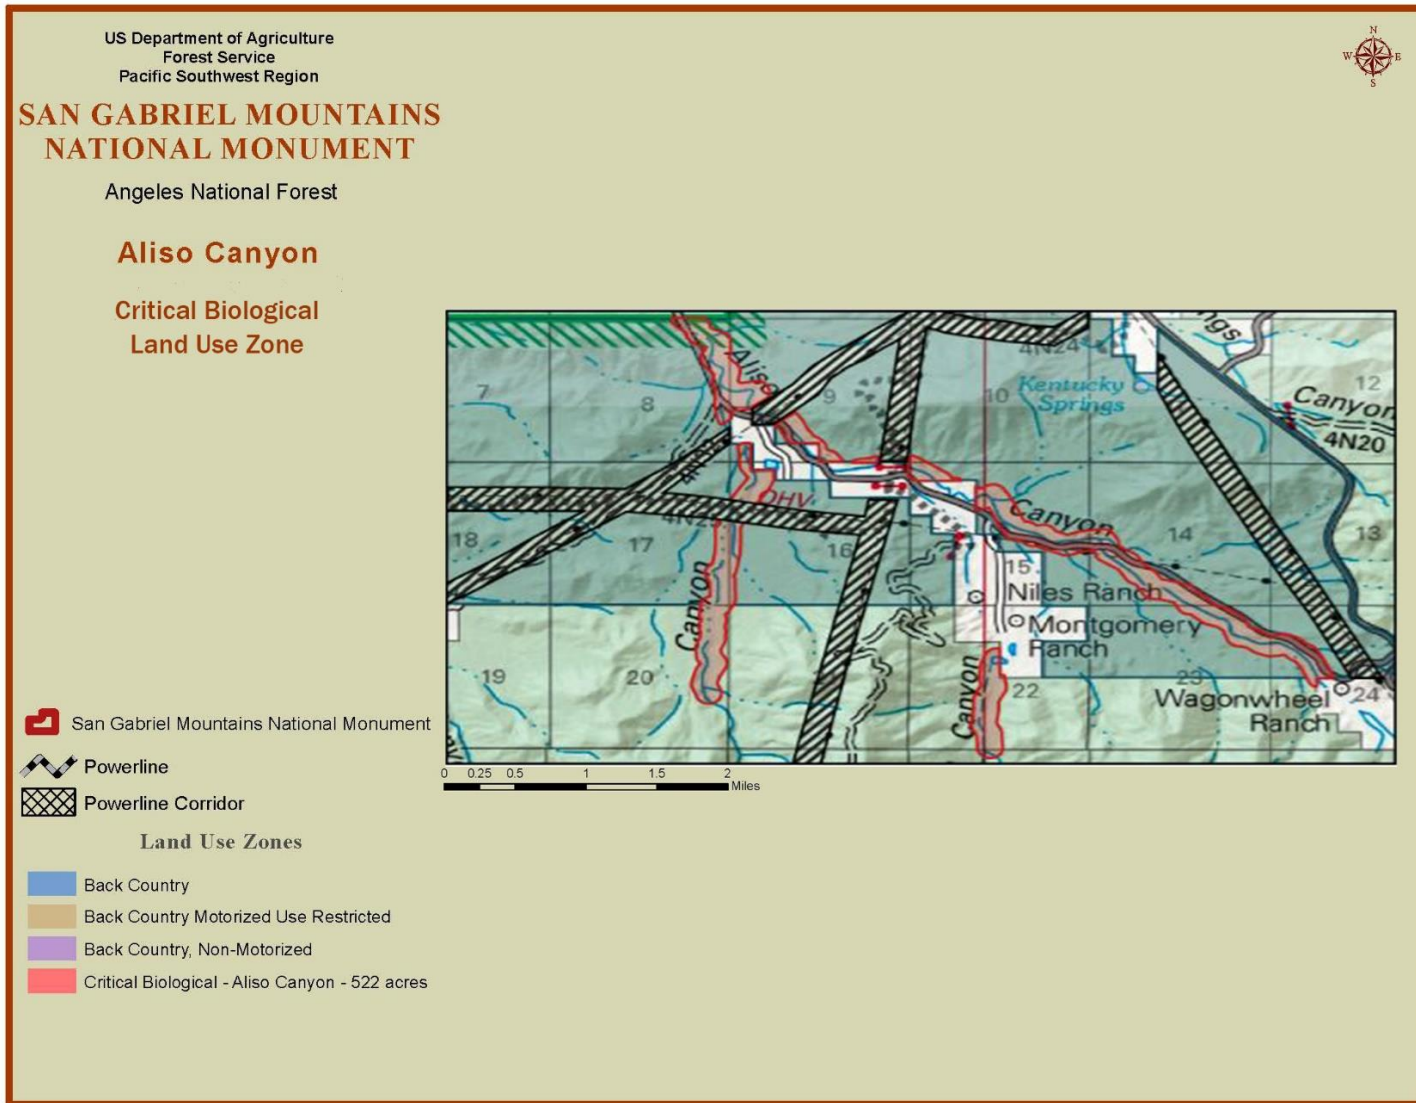 US Department of Agriculture
Forest Service
Pacific Southwest Region
SAN GABRIEL MOUNTAINS
NATIONAL MONUMENT
Angeles National Forest
Aliso Canyon
Critical Biological
Land Use Zone
N
W E
S
7
8
Aliso
9
10
4N24
Kentucky
Springs
12
Canyon
4N20
18
17
OHV
16
Canyon
14
13
15
Niles Ranch
Montgomery
Ranch
19
20
Canyon
Canyon
22
23
24
Wagonwheel
Ranch
0 0.25 0.5 1 1.5 2
Miles
San Gabriel Mountains National Monument
Powerline
Powerline Corridor
Land Use Zones
Back Country
Back Country Motorized Use Restricted
Back Country, Non-Motorized
Critical Biological - Aliso Canyon - 522 acres